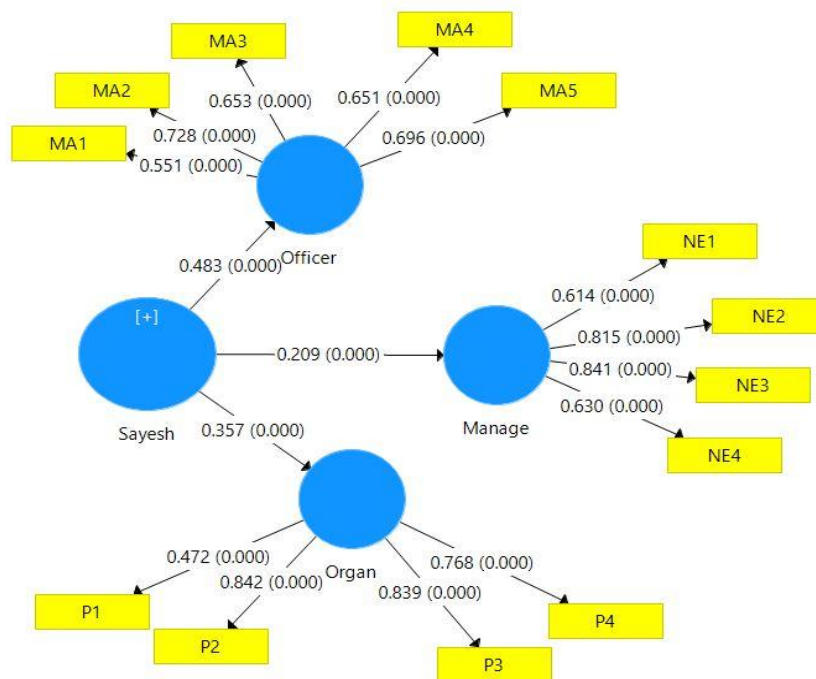 MA3
MA4
MA2
MA5
MA1
0.653 (0.000)
0.651 (0.000)
0.728 (0.000)
0.696 (0.000)
0.551 (0.000)
Officer
0.483 (0.000)
[+]
Sayesh
0.209 (0.000)
0.357 (0.000)
NE1
0.614 (0.000)
NE2
0.815 (0.000)
0.841 (0.000)
NE3
0.630 (0.000)
Manage
NE4
Organ
0.472 (0.000)
0.842 (0.000)
0.768 (0.000)
0.839 (0.000)
P1
P2
P4
P3